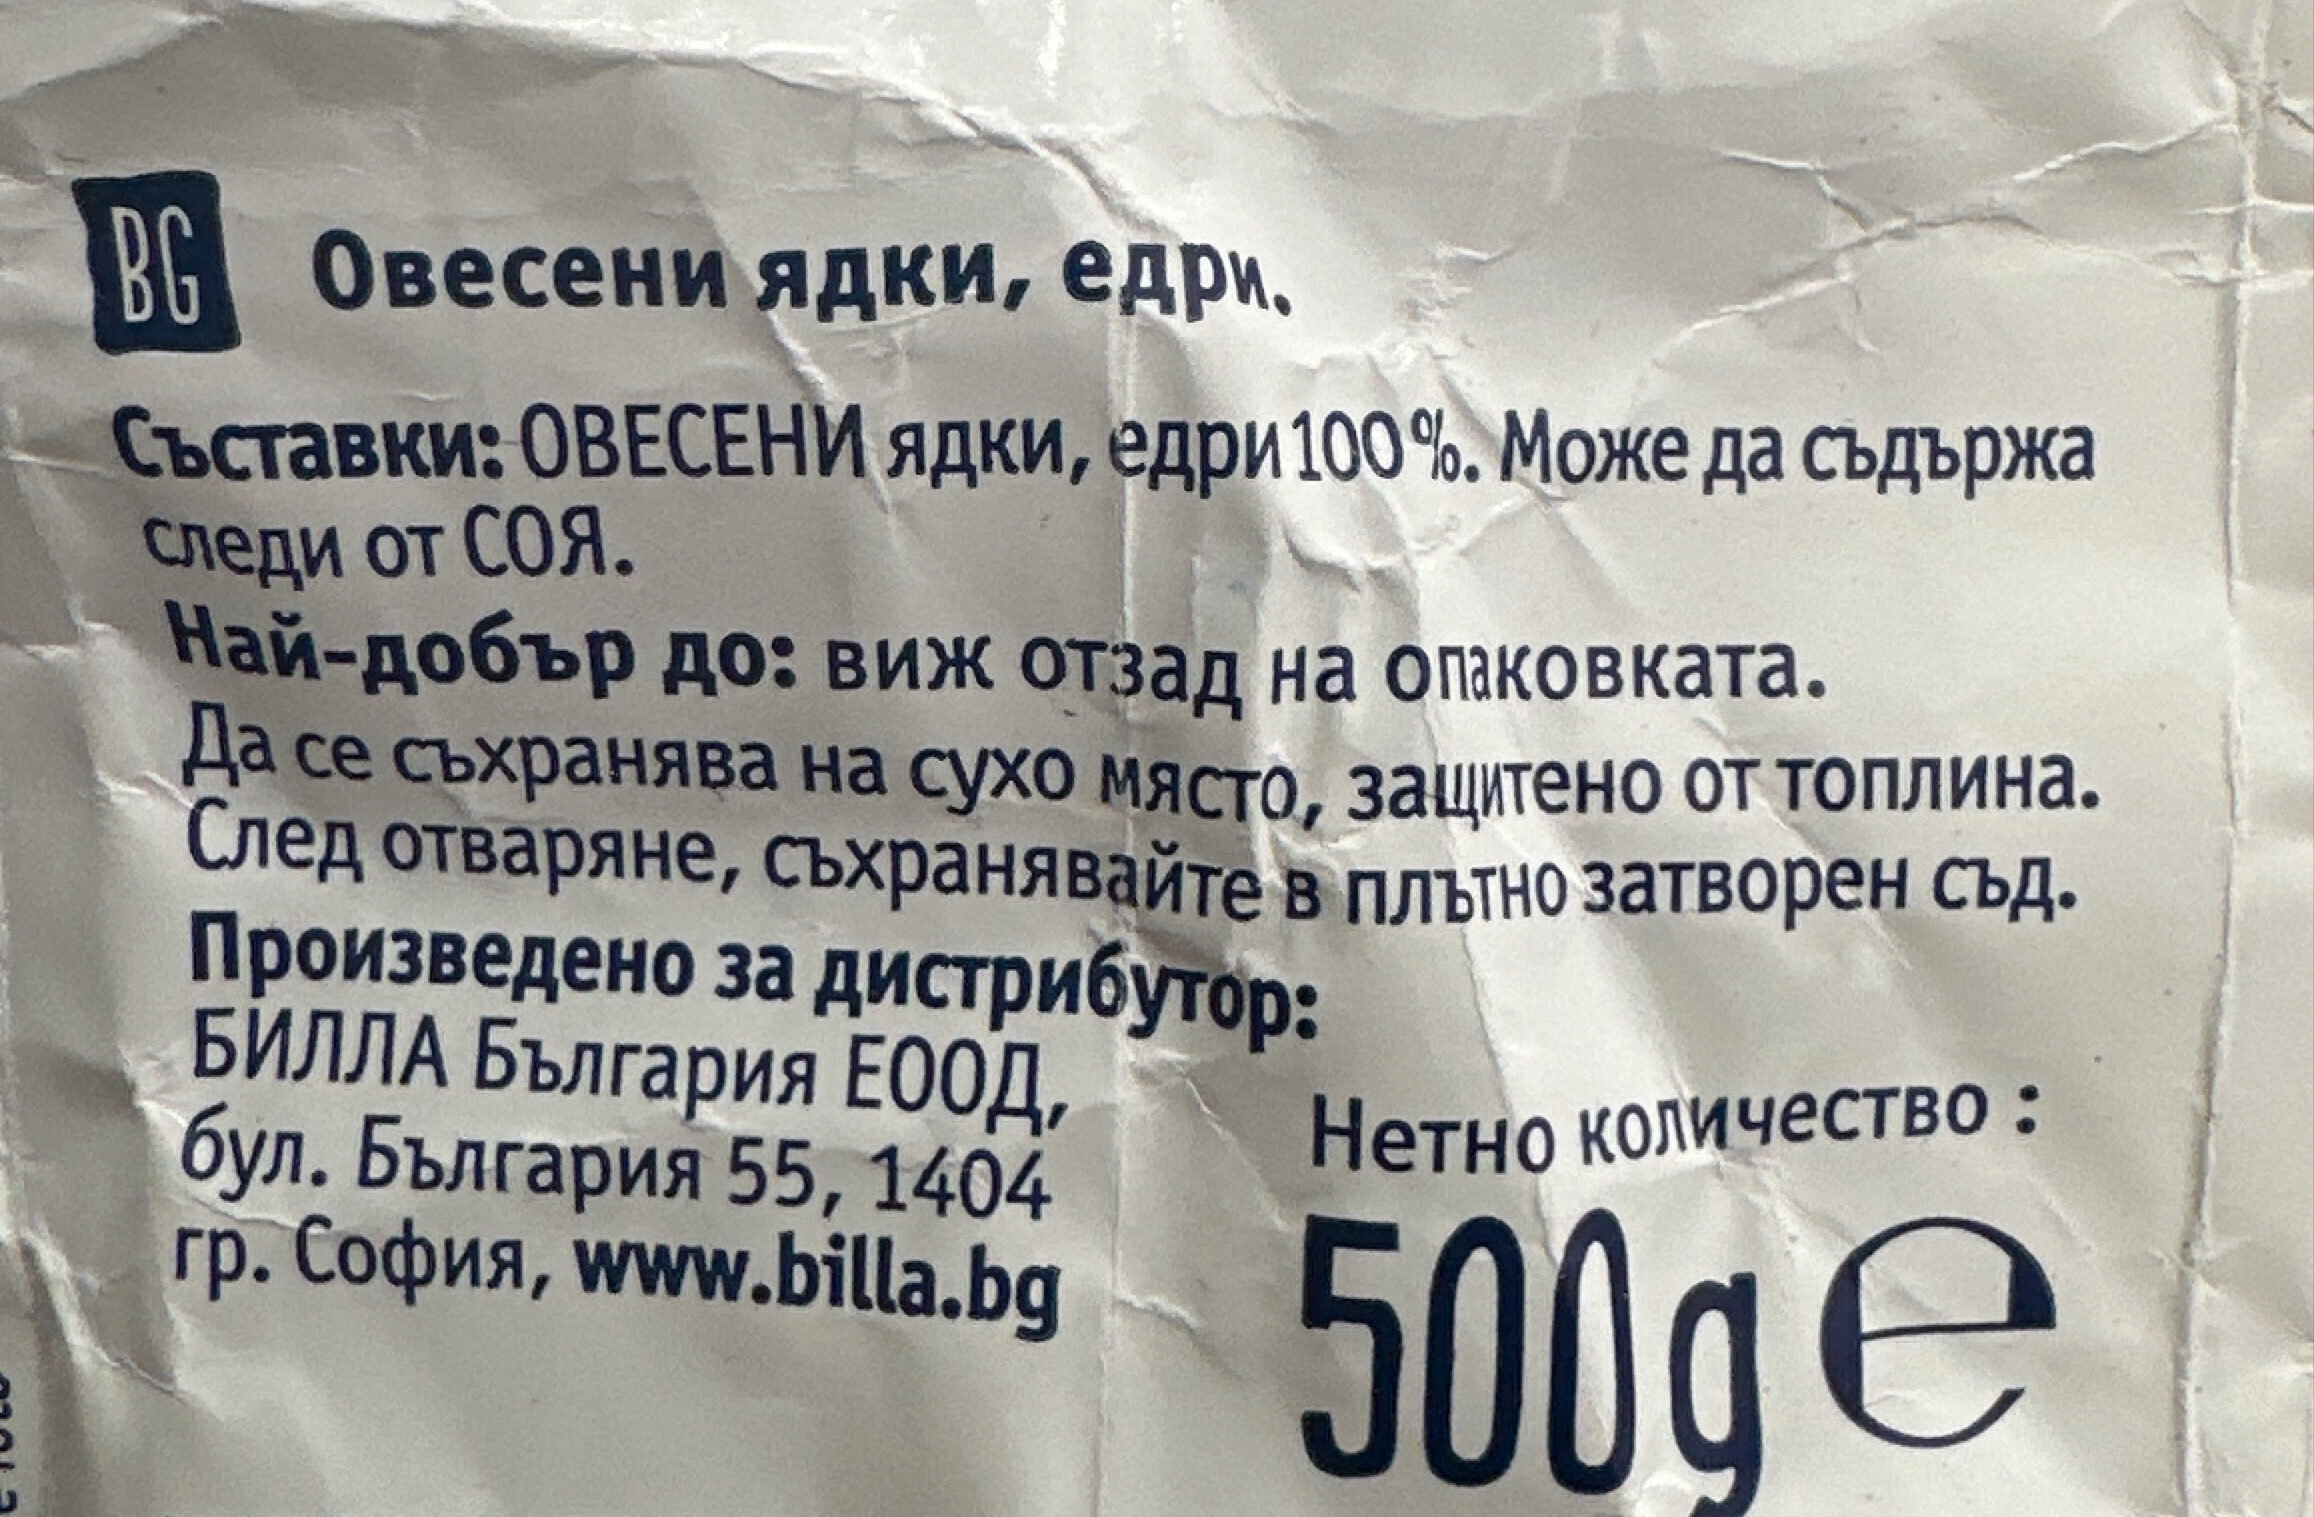 BG
Овесени ядки, едри.
Съставки: ОВЕСЕНИ ядки, едри 100%. Може да съдържа
следи от СОЯ.
Най-добър до: виж отзад на опаковката.
Да се съхранява на сухо място, защитено от топлина.
След отваряне, съхранявайте в плътно затворен съд.
Произведено за дистрибутор:
БИЛЛА България ЕООД,
бул. България 55, 1404
гр. София, www.billa.bg
Нетно количество :
500g e